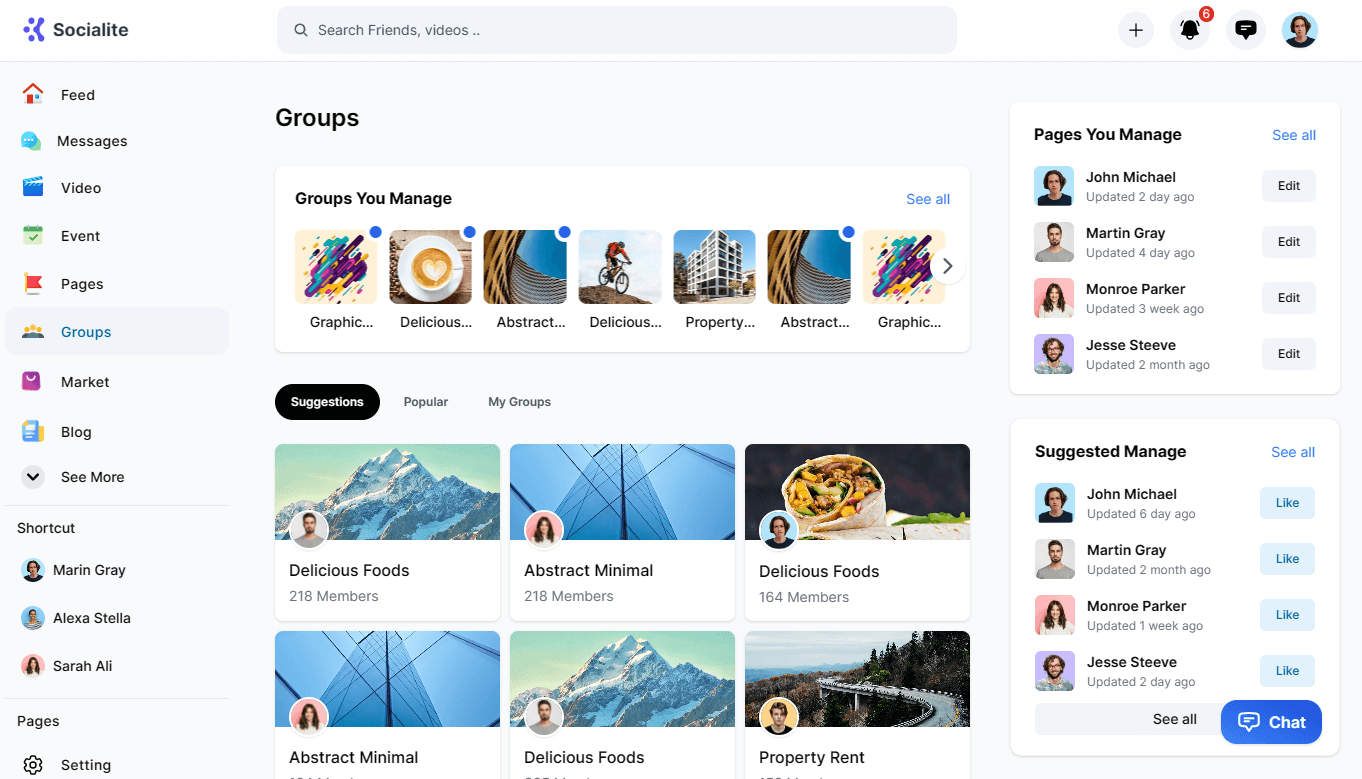 Socialite
Search Friends, videos ..
6
Feed
Messages
Video
Event
Pages
Groups
Market
Blog
See More
Shortcut
Marin Gray
Alexa Stella
Sarah Ali
Pages
Setting
Groups
Groups You Manage
See all
Graphic...
Delicious...
Abstract...
Delicious...
Property...
Abstract...
Graphic...
Suggestions
Popular
My Groups
Delicious Foods
218 Members
Abstract Minimal
218 Members
Delicious Foods
164 Members
Abstract Minimal
Delicious Foods
Property Rent
Pages You Manage
See all
John Michael
Updated 2 day ago
Edit
Martin Gray
Updated 4 day ago
Edit
Monroe Parker
Updated 3 week ago
Edit
Jesse Steeve
Updated 2 month ago
Edit
Suggested Manage
See all
John Michael
Updated 6 day ago
Like
Martin Gray
Updated 2 month ago
Like
Monroe Parker
Updated 1 week ago
Like
Jesse Steeve
Updated 2 day ago
Like
See all
Chat